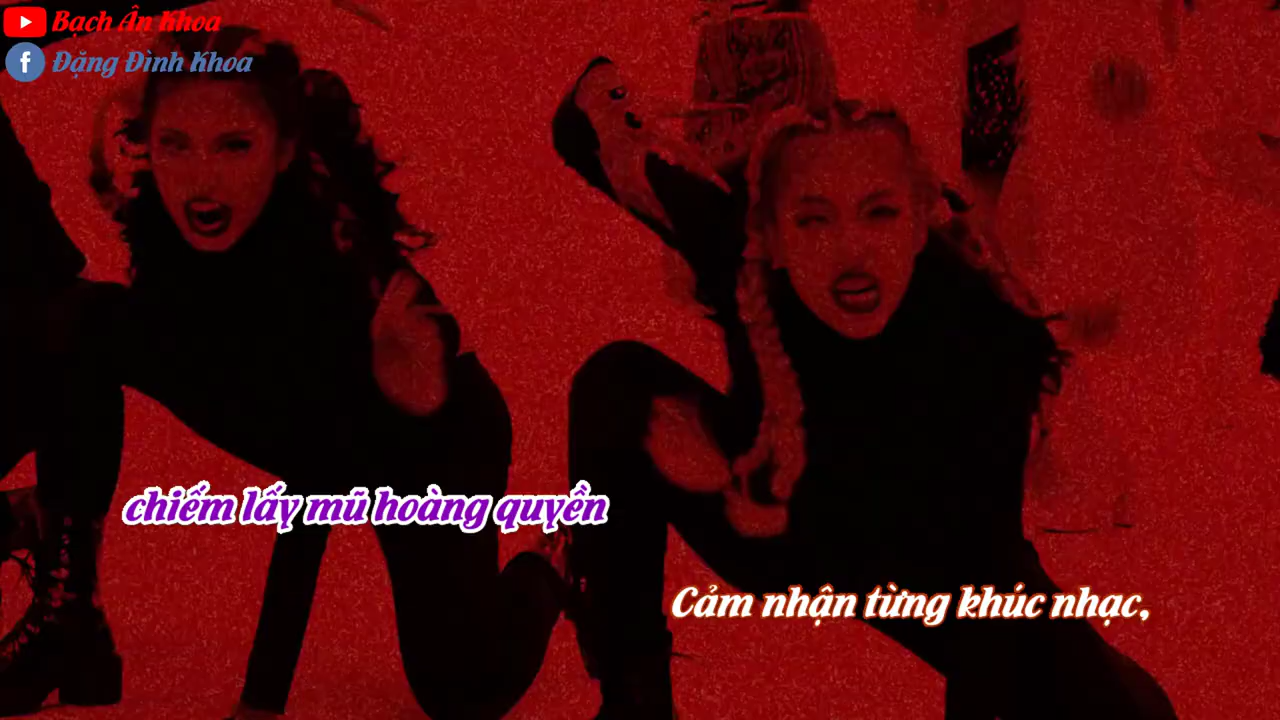 Bạch Ân Khoa
Đặng Đình Khoa
chiếm lấy mũ hoàng quyền
Cảm nhận từng khúc nhạc,